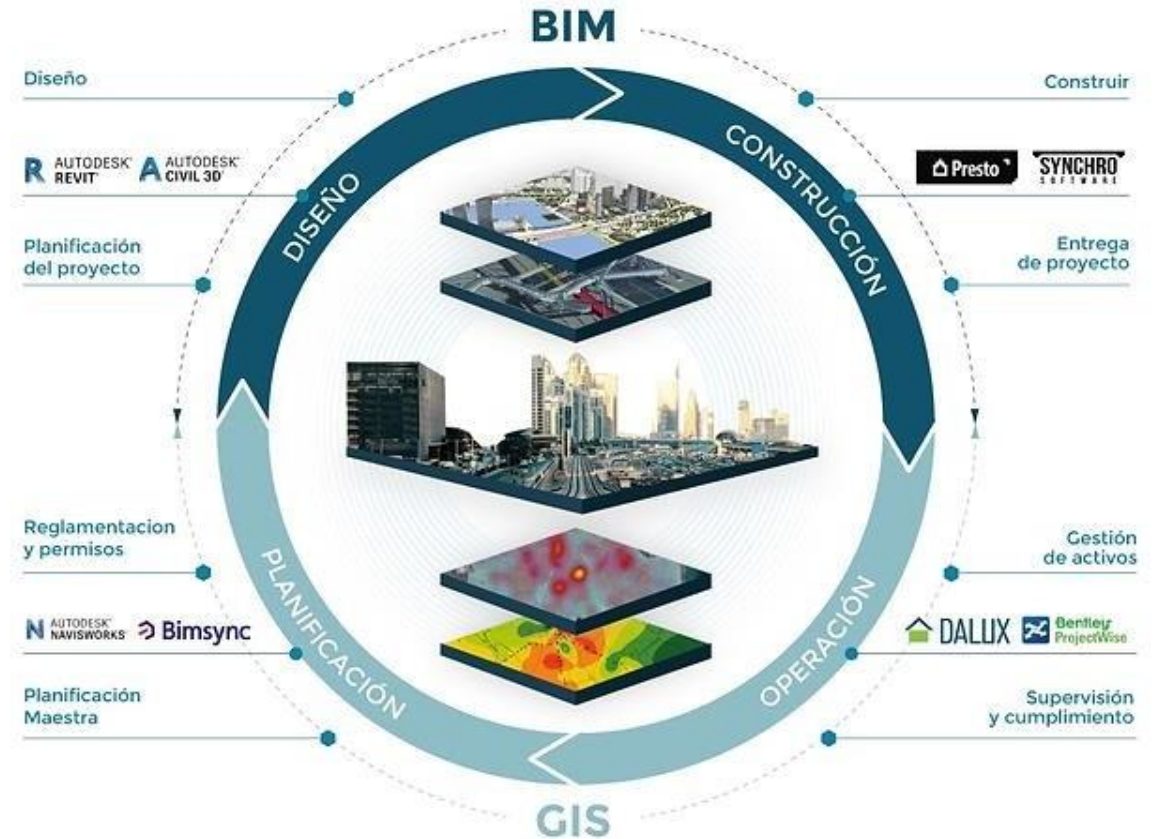 BIM
Diseño
R AUTODESK® REVIT®
A AUTODESK® CIVIL 3D®
Planificación
del proyecto
Construir
Presto
SYNCHRO
SOFTWARE
Entrega
de proyecto
DISEÑO
CONSTRUCCIÓN
Reglamentacion
y permisos
N AUTODESK® NAVISWORKS®
Bimsync
Planificación
Maestra
Gestión
de activos
DALUX
Bentley®
ProjectWise
Supervisión
y cumplimiento
PLANIFICACIÓN
OPERACIÓN
GIS